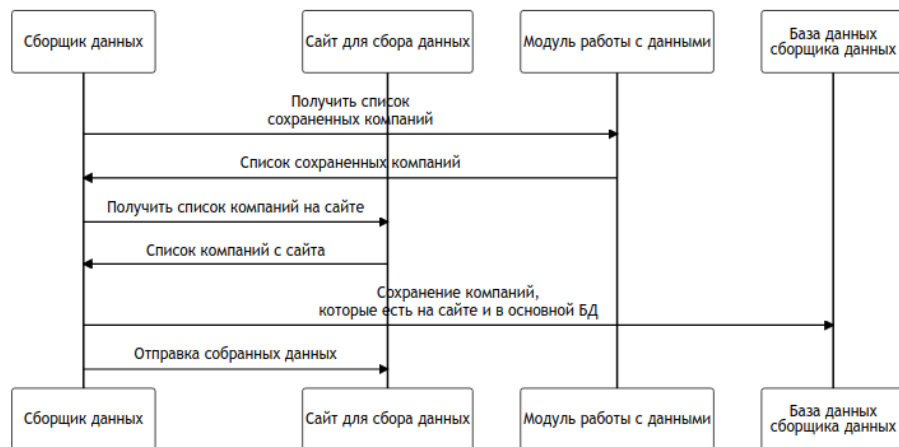 Сборщик данных
Сайт для сбора данных
Модуль работы с данными
База данных
сборщика данных
Получить список
сохраненных компаний
Список сохраненных компаний
Получить список компаний на сайте
Список компаний с сайта
Сохранение компаний,
которые есть на сайте и в основной БД
Отправка собранных данных
Сборщик данных
Сайт для сбора данных
Модуль работы с данными
База данных
сборщика данных